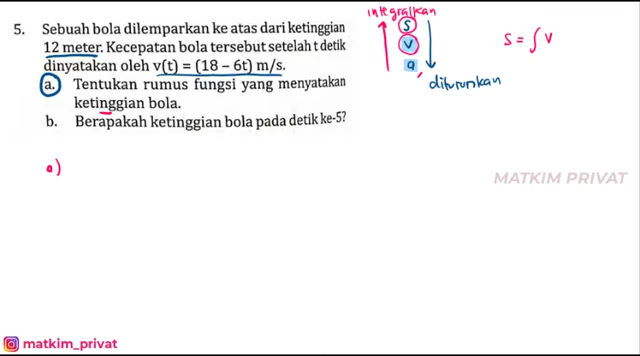 5. Sebuah bola dilemparkan ke atas dari ketinggian
12 meter. Kecepatan bola tersebut setelah t detik
dinyatakan oleh v(t) = (18 – 6t) m/s.
a. Tentukan rumus fungsi yang menyatakan
ketinggian bola.
b. Berapakah ketinggian bola pada detik ke-5?
integralkan
s
v
a
diturunkan
S = ∫ V
a)
MATKIM PRIVAT
matkim_privat